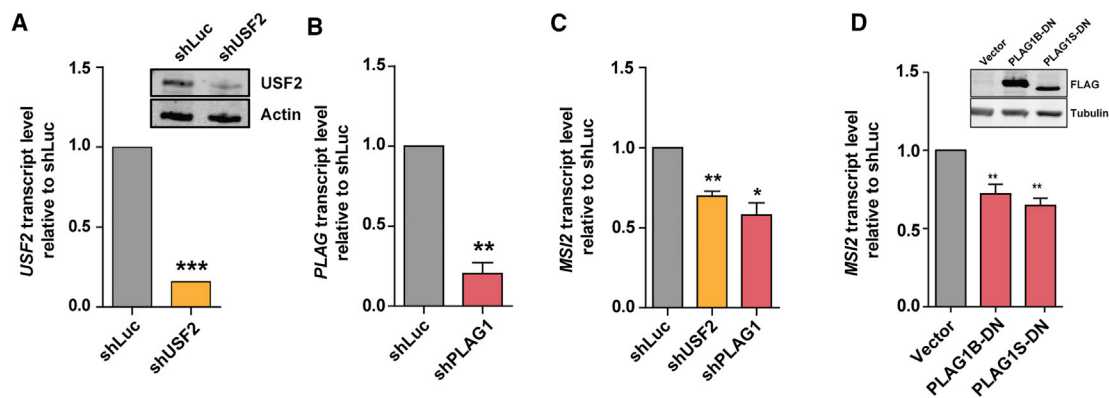 A
shLuc
shUSF2
USF2
Actin
USF2 transcript level
relative to shLuc
1.5
1.0
0.5
0.0
***
shLuc
shUSF2
B
PLAG transcript level
relative to shLuc
1.5
1.0
0.5
0.0
**
shLuc
shPLAG1
C
MSI2 transcript level
relative to shLuc
1.5
1.0
0.5
0.0
**
*
shLuc
shUSF2
shPLAG1
D
Vector
PLAG1B-DN
PLAG1S-DN
FLAG
Tubulin
MSI2 transcript level
relative to shLuc
1.5
1.0
0.5
0.0
**
**
Vector
PLAG1B-DN
PLAG1S-DN